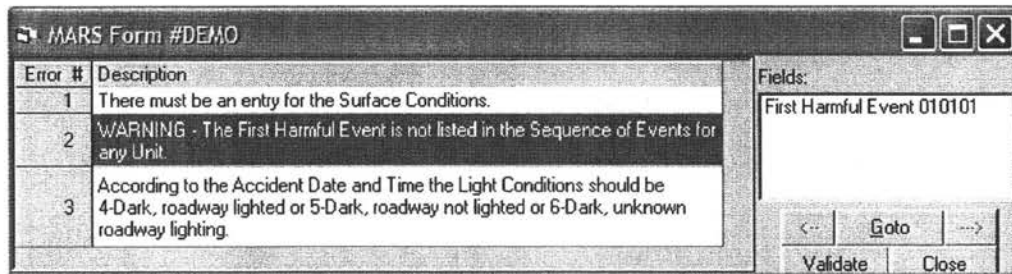 MARS Form #DEMO
Error # Description
1 There must be an entry for the Surface Conditions.
2 WARNING - The First Harmful Event is not listed in the Sequence of Events for
any Unit.
3 According to the Accident Date and Time the Light Conditions should be
4-Dark, roadway lighted or 5-Dark, roadway not lighted or 6-Dark, unknown
roadway lighting.
Fields:
First Harmful Event 010101
<-- Goto --->
Validate Close